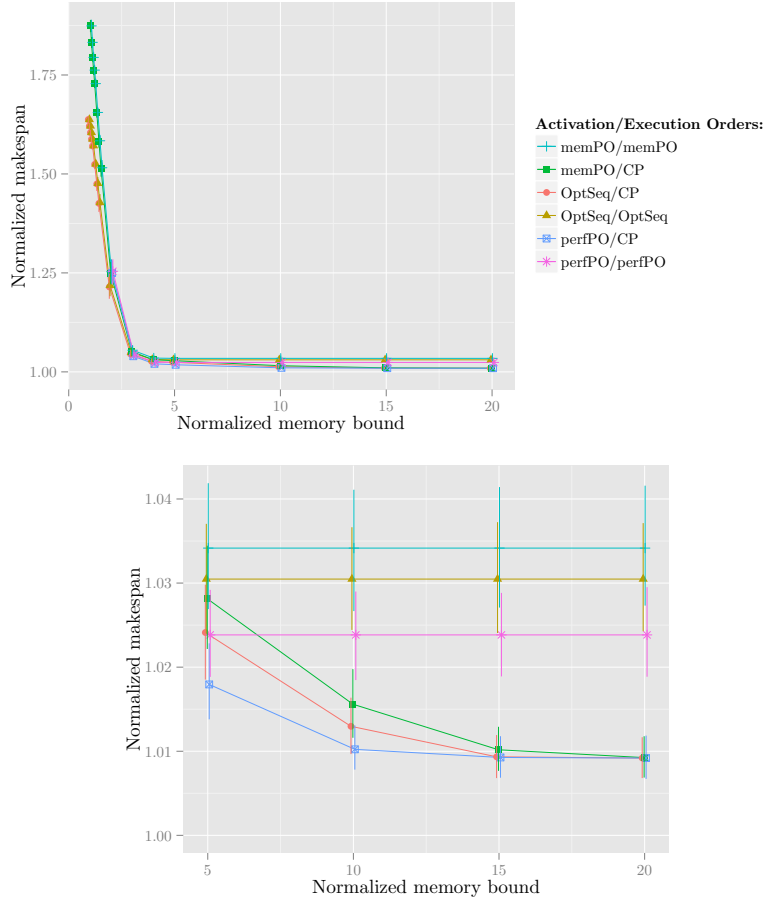 1.75
1.50
1.25
1.00
Normalized makespan
0
5
10
15
20
Normalized memory bound
Activation/Execution Orders:
memPO/memPO
memPO/CP
OptSeq/CP
OptSeq/OptSeq
perfPO/CP
perfPO/perfPO
1.04
1.03
1.02
1.01
1.00
Normalized makespan
5
10
15
20
Normalized memory bound